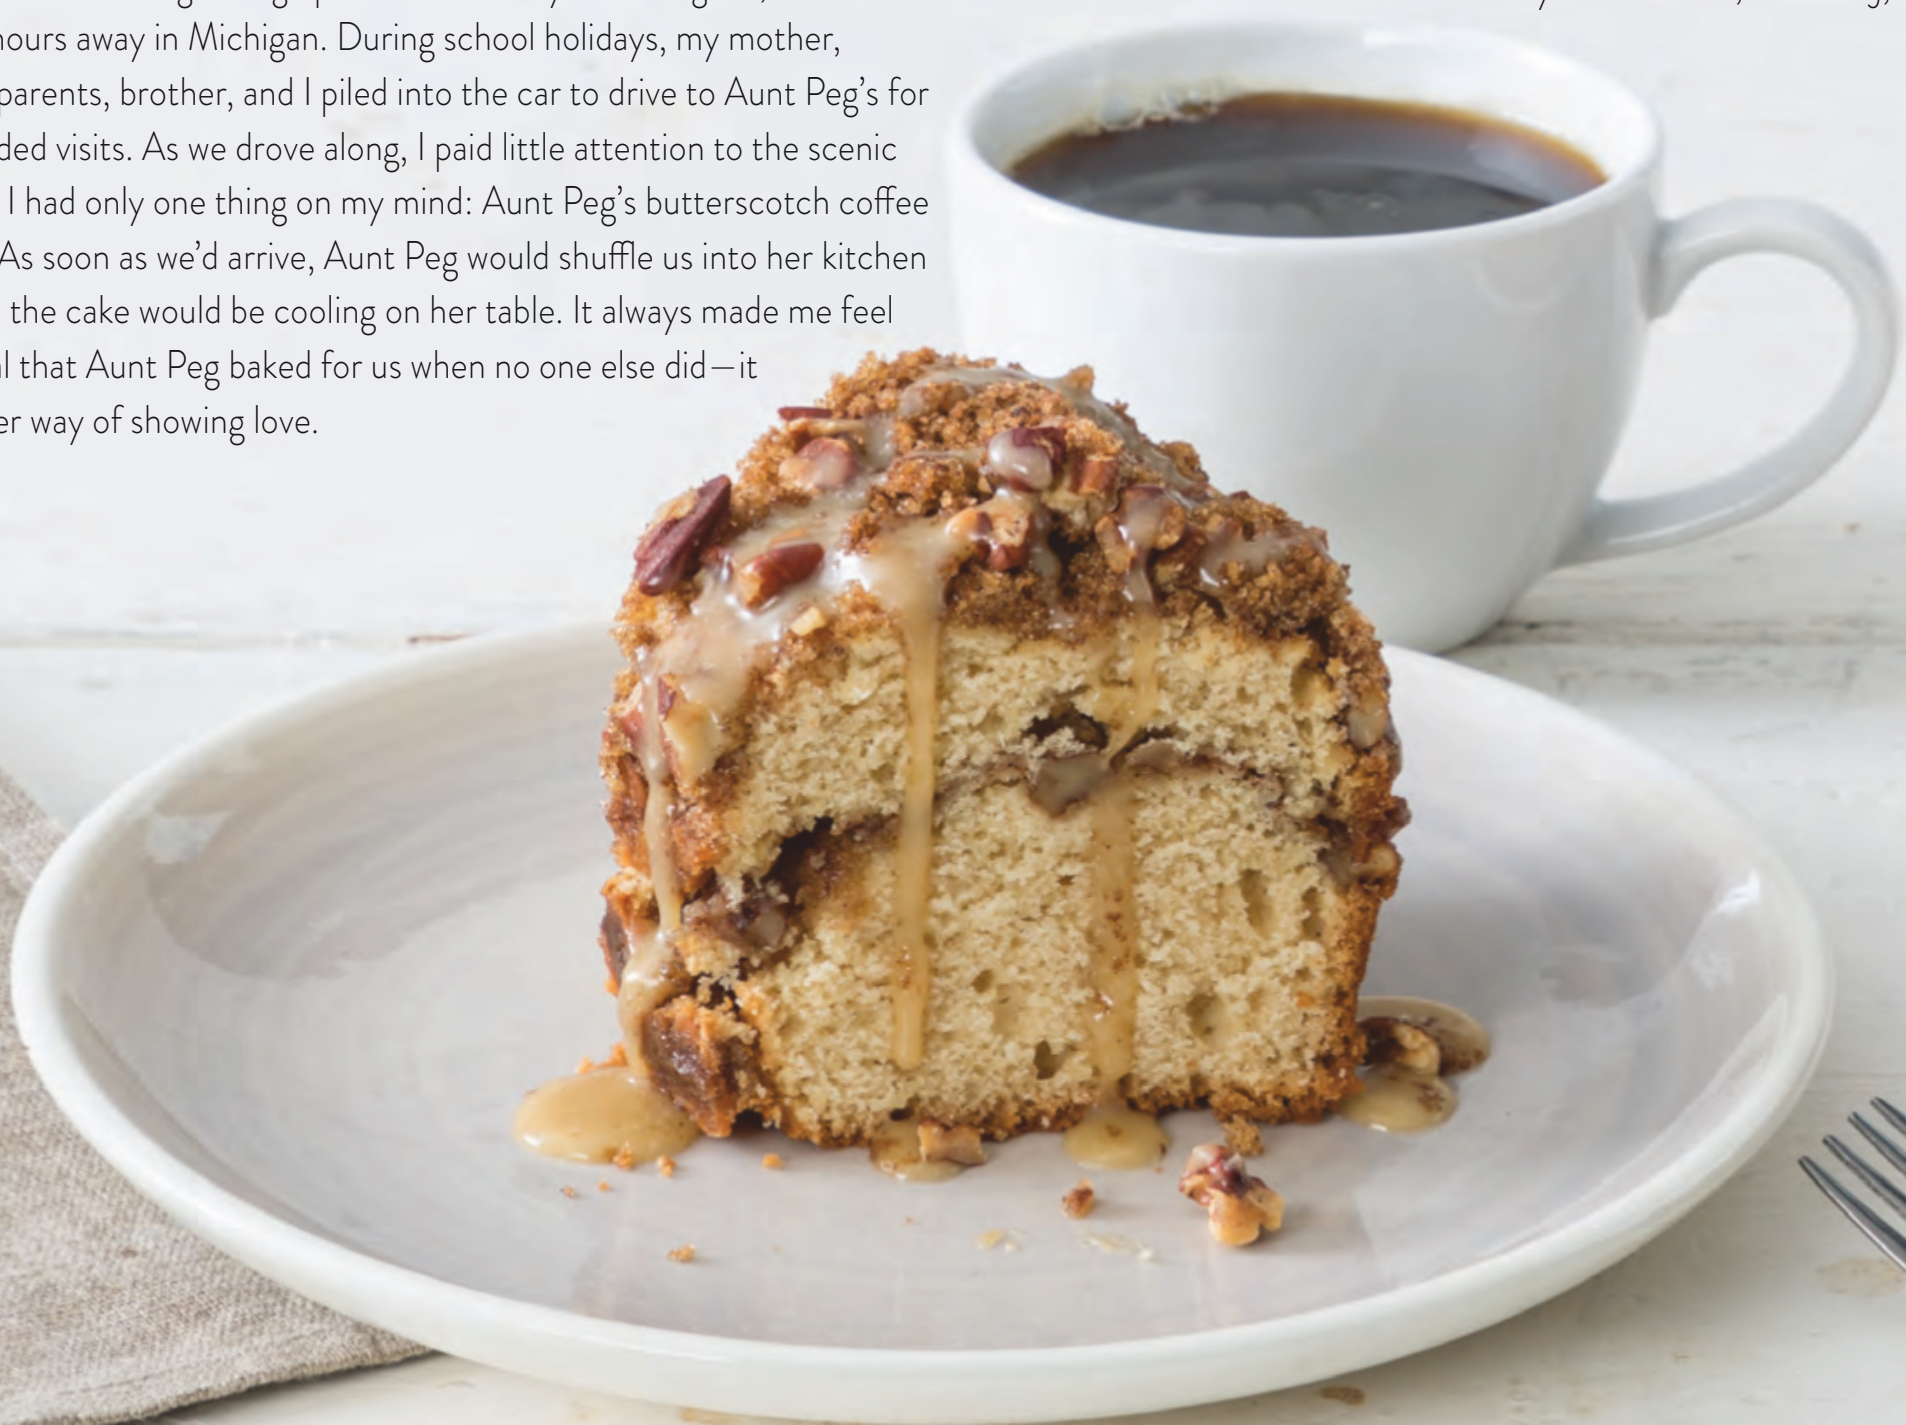 hours away in Michigan. During school holidays, my mother,
parents, brother, and I piled into the car to drive to Aunt Peg's for
visits. As we drove along, I paid little attention to the scenic
I had only one thing on my mind: Aunt Peg's butterscotch coffee
As soon as we'd arrive, Aunt Peg would shuffle us into her kitchen
the cake would be cooling on her table. It always made me feel
that Aunt Peg baked for us when no one else did—it
way of showing love.